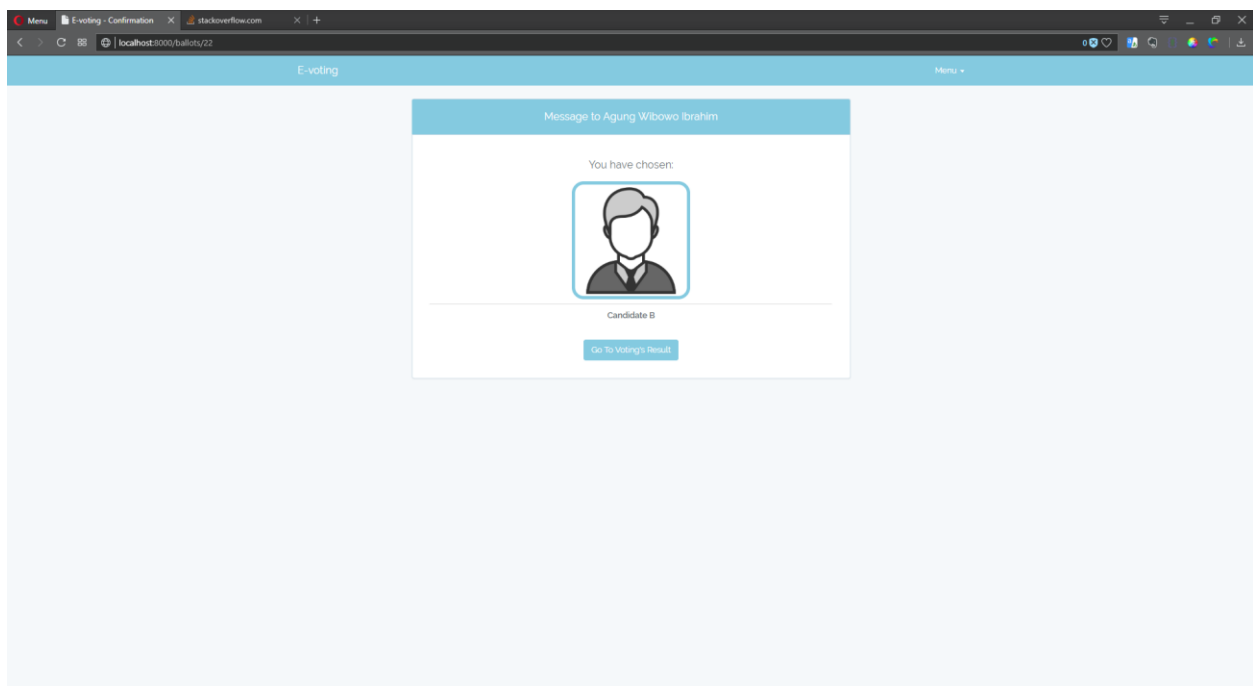 Menu E-voting - Confirmation stackoverflow.com
localhost:8000/ballots/22 0
E-voting Menu
Message to Agung Wibowo Ibrahim
You have chosen:
Candidate B
Go To Voting's Result